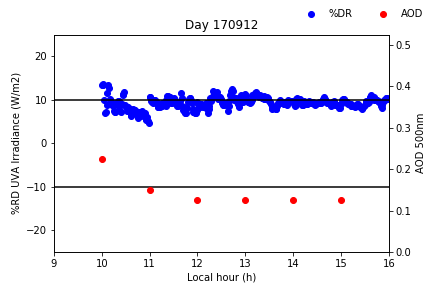 %DR AOD
Day 170912
20
10
0
−10
−20
%RD UVA Irradiance (W/m2)
0.5
0.4
0.3
0.2
0.1
0.0
AOD 500nm
9 10 11 12 13 14 15 16
Local hour (h)